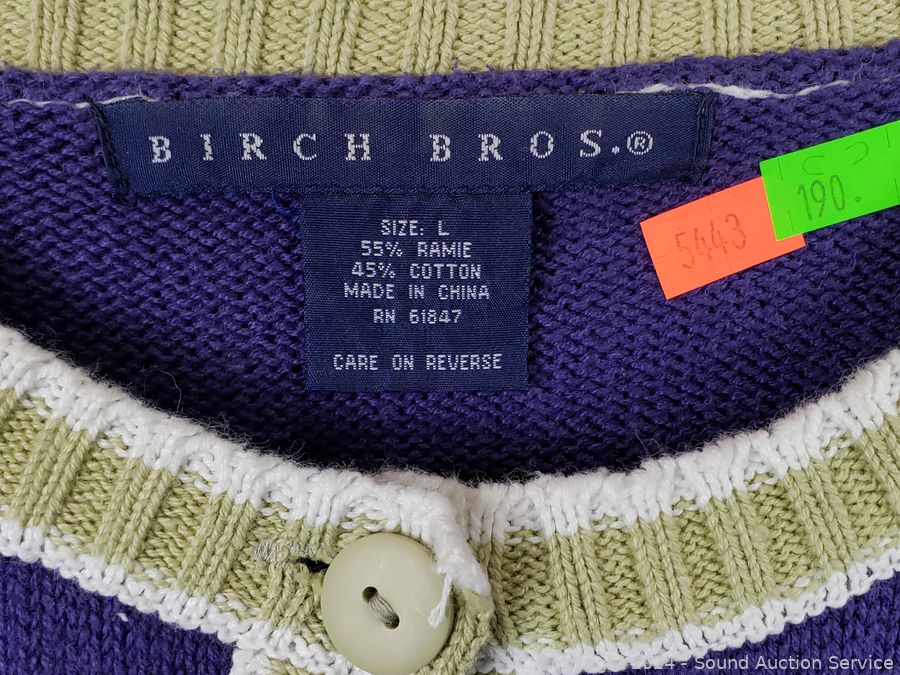 BIRCH BROS.®
SIZE: L
55% RAMIE
45% COTTON
MADE IN CHINA
RN 61847
CARE ON REVERSE
5443
190.
24 - Sound Auction Service